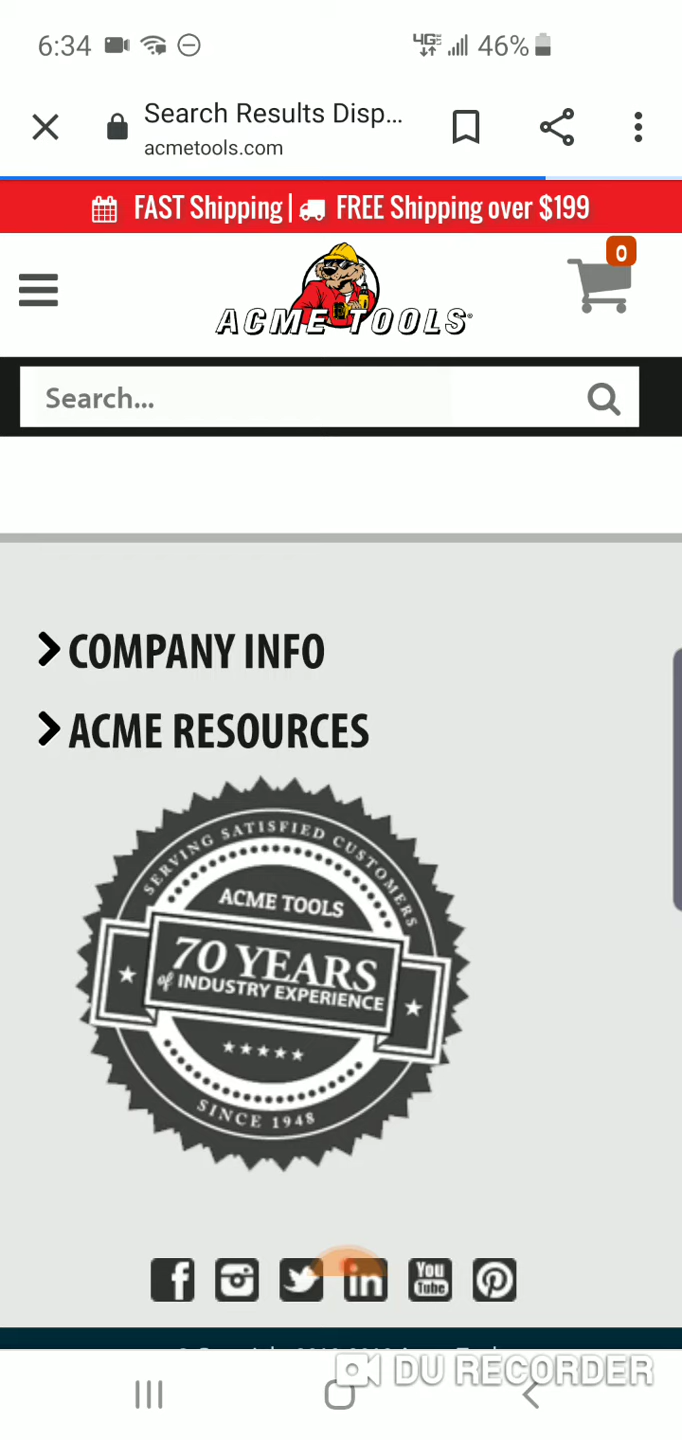 6:34
4GE 46%
Search Results Disp...
acmetools.com
FAST Shipping | FREE Shipping over $199
ACME TOOLS
0
Search...
COMPANY INFO
ACME RESOURCES
SERVING SATISFIED CUSTOMERS
ACME TOOLS
70 YEARS
of INDUSTRY EXPERIENCE
SINCE 1948
f
in
You
Tube
DU RECORDER